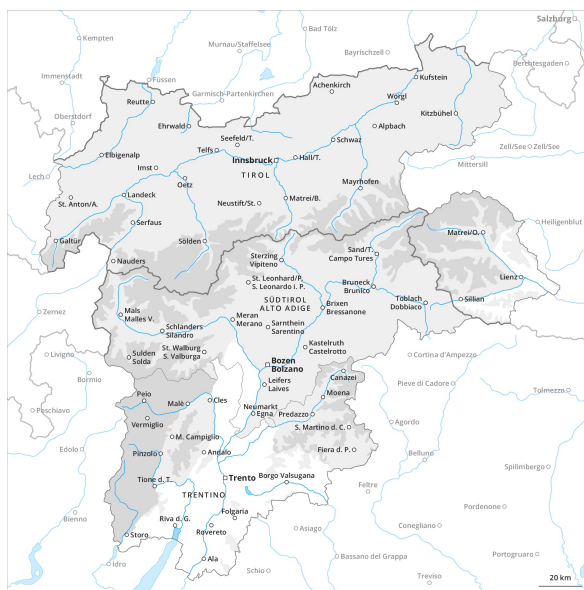 Salzburg
Kempten
Bad Tölz
Murnau/Staffelsee
Bayrischzell
Berchtesgaden
Immenstadt
Füssen
Kufstein
Achenkirch
Garmisch-Partenkirchen
Reutte
Wörgl
Oberstdorf
Kitzbühel
Ehrwald
Alpbach
Seefeld/T.
Schwaz
Zell/See
Zell/See
Telfs
Elbigenalp
Innsbruck
Hall/T.
Mittersill
Imst
TIROL
Lech
Oetz
Mayrhofen
Landeck
St. Anton/A.
Neustift/St.
Matrei/B.
Serfaus
Heiligenblut
Galtür
Sölden
Matrei/O.
Nauders
Sterzing
Vipiteno
Sand/T.
Campo Tures
Lienz
St. Leonhard/P.
S. Leonardo i. P.
Bruneck
Brunico
SÜDTIROL
ALTO ADIGE
Toblach
Dobbiaco
Sillian
Zernez
Mals
Malles V.
Brixen
Bressanone
Meran
Merano
Sarnthein
Sarentino
Schlanders
Silandro
St. Walburg
S. Valburga
Kastelruth
Castelrotto
Livigno
Sulden
Solda
Cortina d'Ampezzo
Bozen
Bolzano
Bormio
Canazei
Leifers
Laives
Pieve di Cadore
Tolmezzo
Peio
Moena
Malè
Cles
Poschiavo
Neumarkt
Egna
Predazzo
Vermiglio
Agordo
S. Martino d. C.
M. Campiglio
Edolo
Pinzolo
Andalo
Fiera d. P.
Belluno
Spilimbergo
Trento
Borgo Valsugana
Tione d. T.
Feltre
TRENTINO
Pordenone
Bienno
Folgaria
Riva d. G.
Rovereto
Asiago
Conegliano
Storo
Ala
Bassano del Grappa
Portogruaro
Idro
Schio
Treviso
20 km